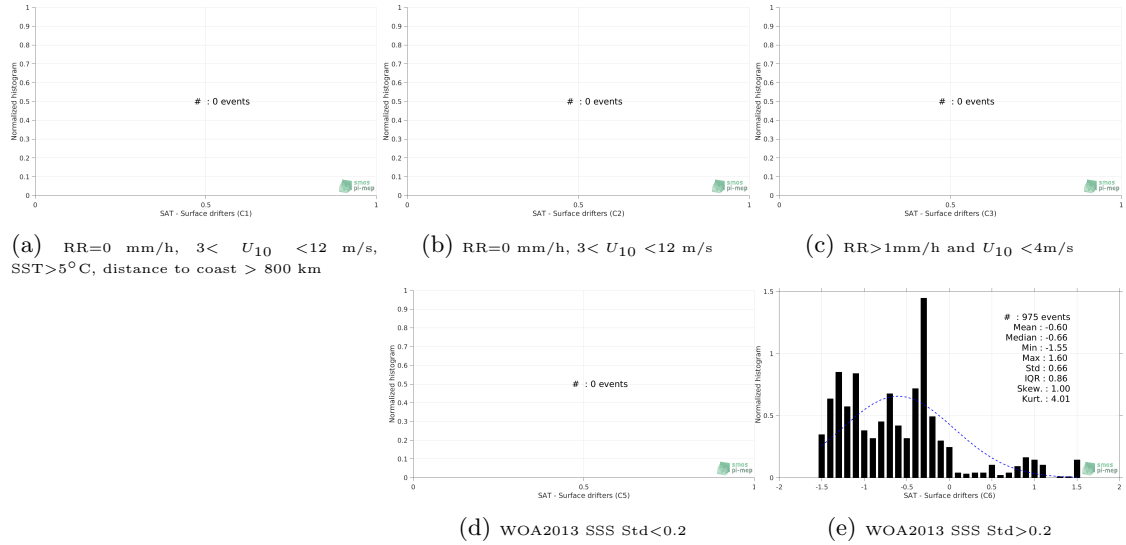 1
0.9
0.8
0.7
0.6
0.5
0.4
0.3
0.2
0.1
0
Normalized histogram
# : 0 events
smos
pi-mep
0 0.5 1
SAT - Surface drifters (C1)
(a) RR=0 mm/h, 3< U10 <12 m/s,
SST>5°C, distance to coast > 800 km
1
0.9
0.8
0.7
0.6
0.5
0.4
0.3
0.2
0.1
0
Normalized histogram
# : 0 events
smos
pi-mep
0 0.5 1
SAT - Surface drifters (C2)
(b) RR=0 mm/h, 3< U10 <12 m/s
1
0.9
0.8
0.7
0.6
0.5
0.4
0.3
0.2
0.1
0
Normalized histogram
# : 0 events
smos
pi-mep
0 0.5 1
SAT - Surface drifters (C3)
(c) RR>1mm/h and U10 <4m/s
1
0.9
0.8
0.7
0.6
0.5
0.4
0.3
0.2
0.1
0
Normalized histogram
# : 0 events
smos
pi-mep
0 0.5 1
SAT - Surface drifters (C5)
(d) WOA2013 SSS Std<0.2
1.5
1
0.5
0
Normalized histogram
# : 975 events
Mean : -0.60
Median : -0.66
Min : -1.55
Max : 1.60
Std : 0.66
IQR : 0.86
Skew. : 1.00
Kurt. : 4.01
smos
pi-mep
-2 -1.5 -1 -0.5 0 0.5 1 1.5 2
SAT - Surface drifters (C6)
(e) WOA2013 SSS Std>0.2